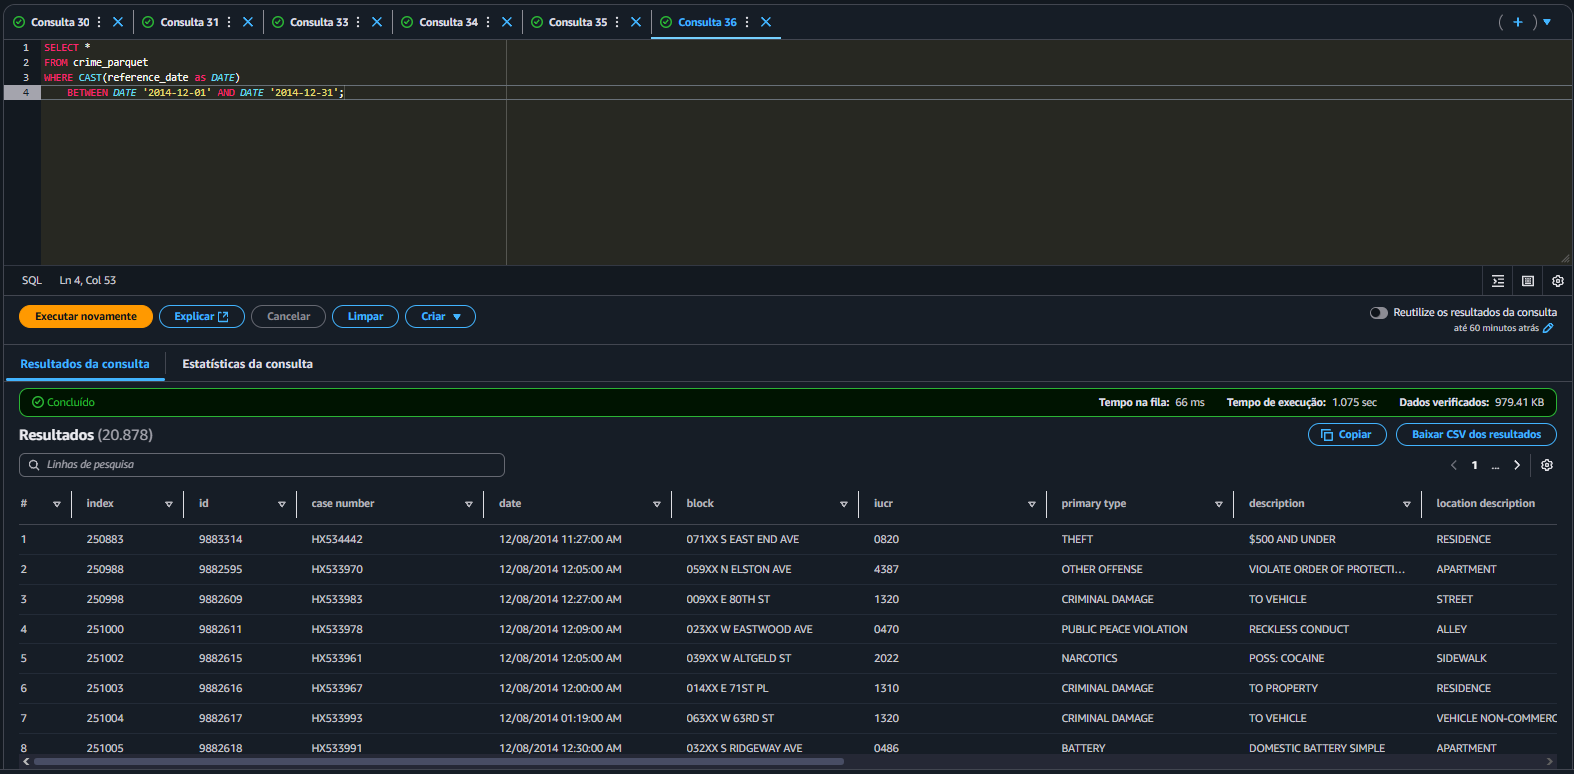 Consulta 30 Consulta 31 Consulta 33 Consulta 34 Consulta 35 Consulta 36
1 SELECT *
2 FROM crime_parquet
3 WHERE CAST(reference_date as DATE)
4 BETWEEN DATE '2014-12-01' AND DATE '2014-12-31';
SQL Ln 4, Col 53
Executar novamente Explicar Cancelar Limpar Criar
Reutilize os resultados da consulta
até 60 minutos atrás
Resultados da consulta Estatísticas da consulta
Concluído Tempo na fila: 66 ms Tempo de execução: 1.075 sec Dados verificados: 979.41 KB
Resultados (20.878) Copiar Baixar CSV dos resultados
Linhas de pesquisa 1 ...
# index id case number date block iucr primary type description location description
1 250883 9883314 HX534442 12/08/2014 11:27:00 AM 071XX S EAST END AVE 0820 THEFT $500 AND UNDER RESIDENCE
2 250988 9882595 HX533970 12/08/2014 12:05:00 AM 059XX N ELSTON AVE 4387 OTHER OFFENSE VIOLATE ORDER OF PROTECTI... APARTMENT
3 250998 9882609 HX533983 12/08/2014 12:27:00 AM 009XX E 80TH ST 1320 CRIMINAL DAMAGE TO VEHICLE STREET
4 251000 9882611 HX533978 12/08/2014 12:09:00 AM 023XX W EASTWOOD AVE 0470 PUBLIC PEACE VIOLATION RECKLESS CONDUCT ALLEY
5 251002 9882615 HX533961 12/08/2014 12:05:00 AM 039XX W ALTGELD ST 2022 NARCOTICS POSS: COCAINE SIDEWALK
6 251003 9882616 HX533967 12/08/2014 12:00:00 AM 014XX E 71ST PL 1310 CRIMINAL DAMAGE TO PROPERTY RESIDENCE
7 251004 9882617 HX533993 12/08/2014 01:19:00 AM 063XX W 63RD ST 1320 CRIMINAL DAMAGE TO VEHICLE VEHICLE NON-COMMERC
8 251005 9882618 HX533991 12/08/2014 12:30:00 AM 032XX S RIDGEWAY AVE 0486 BATTERY DOMESTIC BATTERY SIMPLE APARTMENT